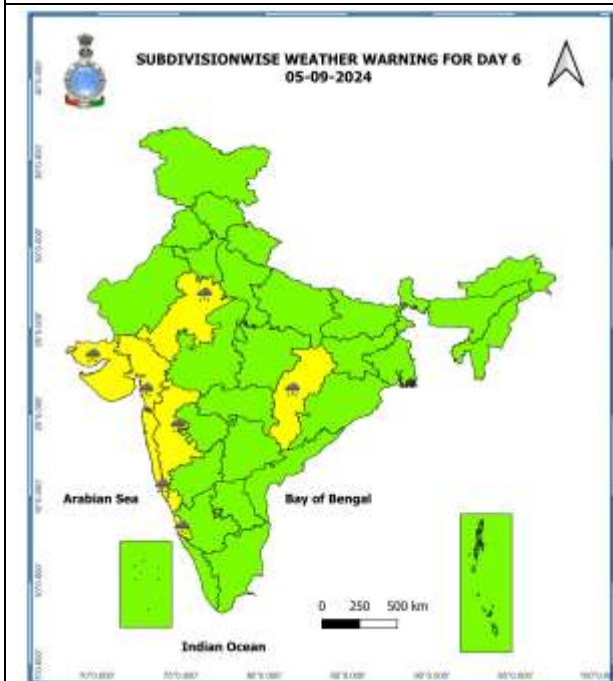 SUBDIVISIONWISE WEATHER WARNING FOR DAY 6
05-09-2024
Arabian Sea
Bay of Bengal
0 250 500 km
Indian Ocean